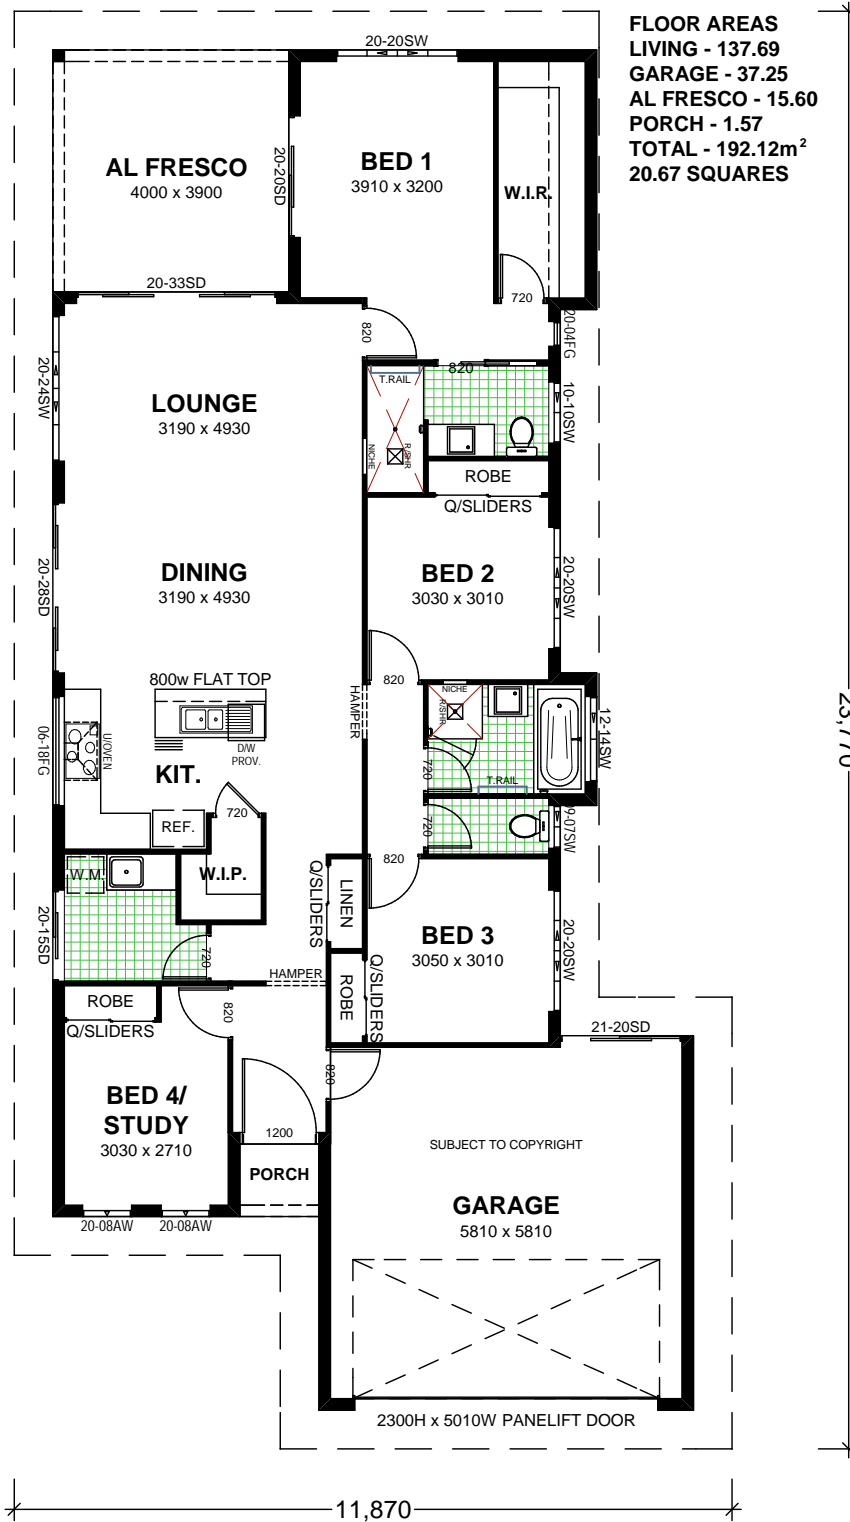 FLOOR AREAS
LIVING - 137.69
GARAGE - 37.25
AL FRESCO - 15.60
PORCH - 1.57
TOTAL - 192.12m²
20.67 SQUARES
20-20SW
AL FRESCO
4000 x 3900
20-20SD
BED 1
3910 x 3200
W.I.R.
720
20-33SD
820
20-04FG
820
T.RAIL
10-10SW
NICHE
R/SHR
20-24SW
LOUNGE
3190 x 4930
ROBE
Q/SLIDERS
20-28SD
DINING
3190 x 4930
BED 2
3030 x 3010
20-20SW
820
800w FLAT TOP
HAMPER
NICHE
R/SHR
12-14SW
06-18FG
U/OVEN
D/W
PROV.
KIT.
720
T.RAIL
REF.
720
720
09-07SW
W.M.
W.I.P.
820
Q/SLIDERS
LINEN
20-15SD
720
BED 3
3050 x 3010
20-20SW
HAMPER
ROBE
Q/SLIDERS
ROBE
Q/SLIDERS
820
21-20SD
820
BED 4/
STUDY
3030 x 2710
1200
PORCH
SUBJECT TO COPYRIGHT
20-08AW
20-08AW
GARAGE
5810 x 5810
2300H x 5010W PANELIFT DOOR
11,870
23,770